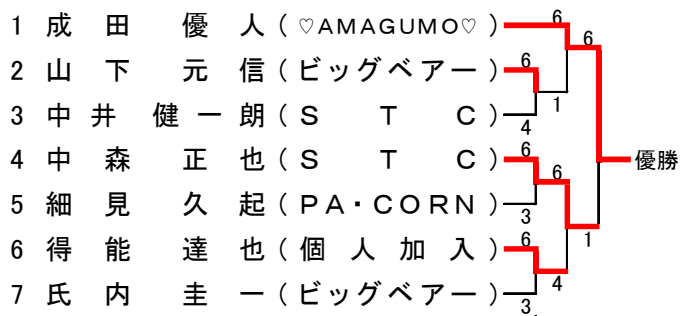 1 成田 優人(♡AMAGUMO♡)
6
6
2 山下 元信(ビッグベアー)
6
1
3 中井 健一朗(STC)
4
4 中森 正也(STC)
6
6
優勝
5 細見 久起(PA・CORN)
3
1
6 得能 達也(個人加入)
6
4
7 氏内 圭一(ビッグベアー)
3